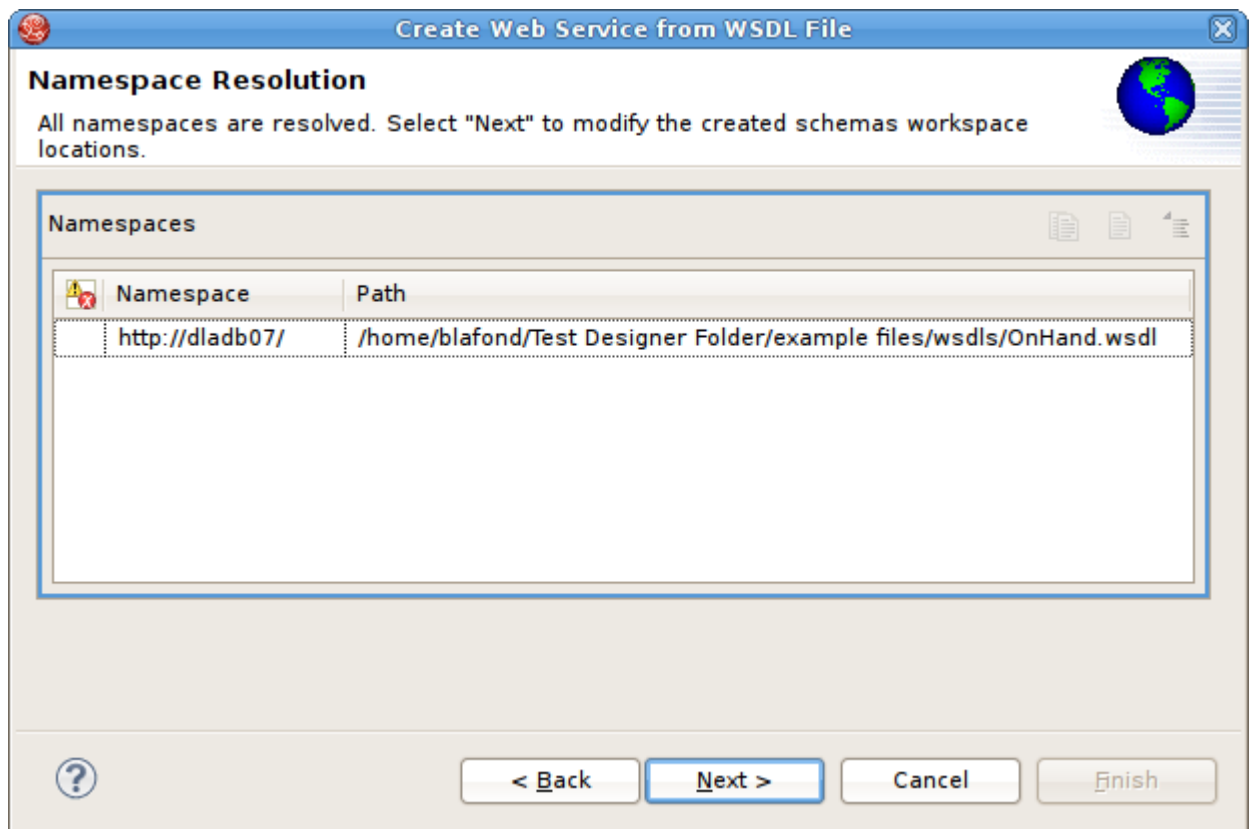 Create Web Service from WSDL File
Namespace Resolution
All namespaces are resolved. Select "Next" to modify the created schemas workspace
locations.
Namespaces
Namespace Path
http://dladb07/ /home/blafond/Test Designer Folder/example files/wsdls/OnHand.wsdl
< Back Next > Cancel Finish